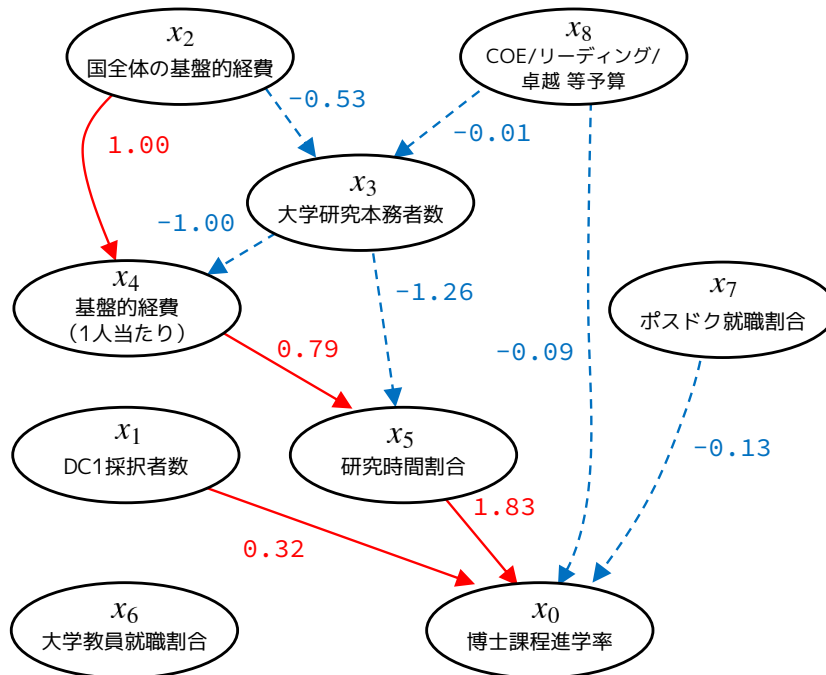 x2
国全体の基盤的経費
x8
COE/リーディング/
卓越 等予算
-0.53
-0.01
1.00
x3
大学研究本務者数
-1.00
x4
基盤的経費
（1人当たり）
-1.26
x7
ポスドク就職割合
0.79
-0.09
x1
DC1採択者数
x5
研究時間割合
-0.13
1.83
0.32
x6
大学教員就職割合
x0
博士課程進学率